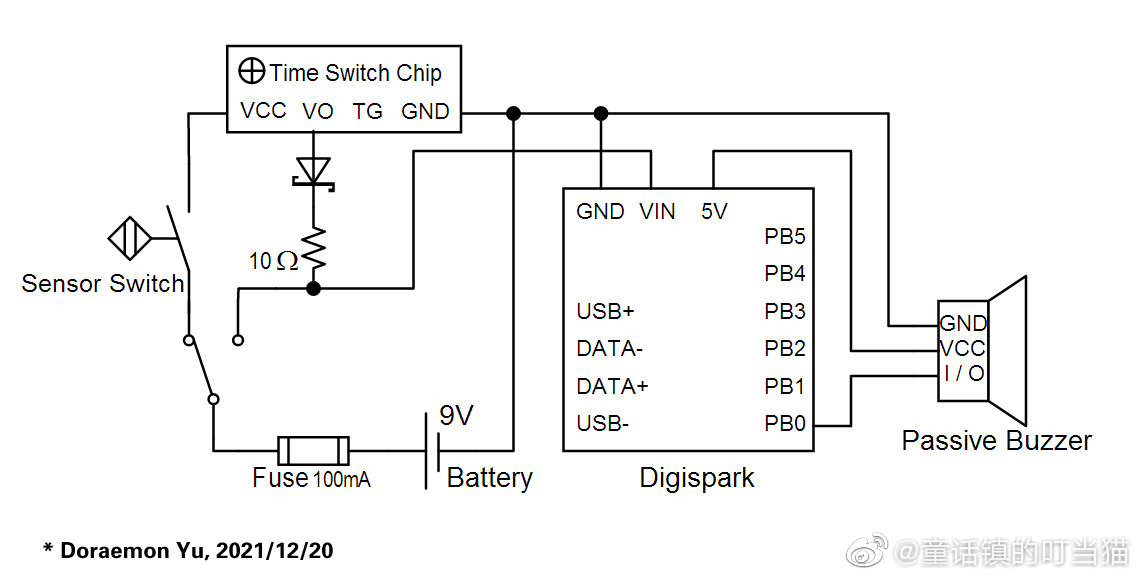 Time Switch Chip
VCC VO TG GND
10 Ω
Sensor Switch
GND VIN 5V
PB5
PB4
USB+ PB3
DATA- PB2
DATA+ PB1
USB- PB0
Digispark
GND
VCC
I / O
Passive Buzzer
9V
Fuse 100mA
Battery
* Doraemon Yu, 2021/12/20
@童话镇的叮当猫